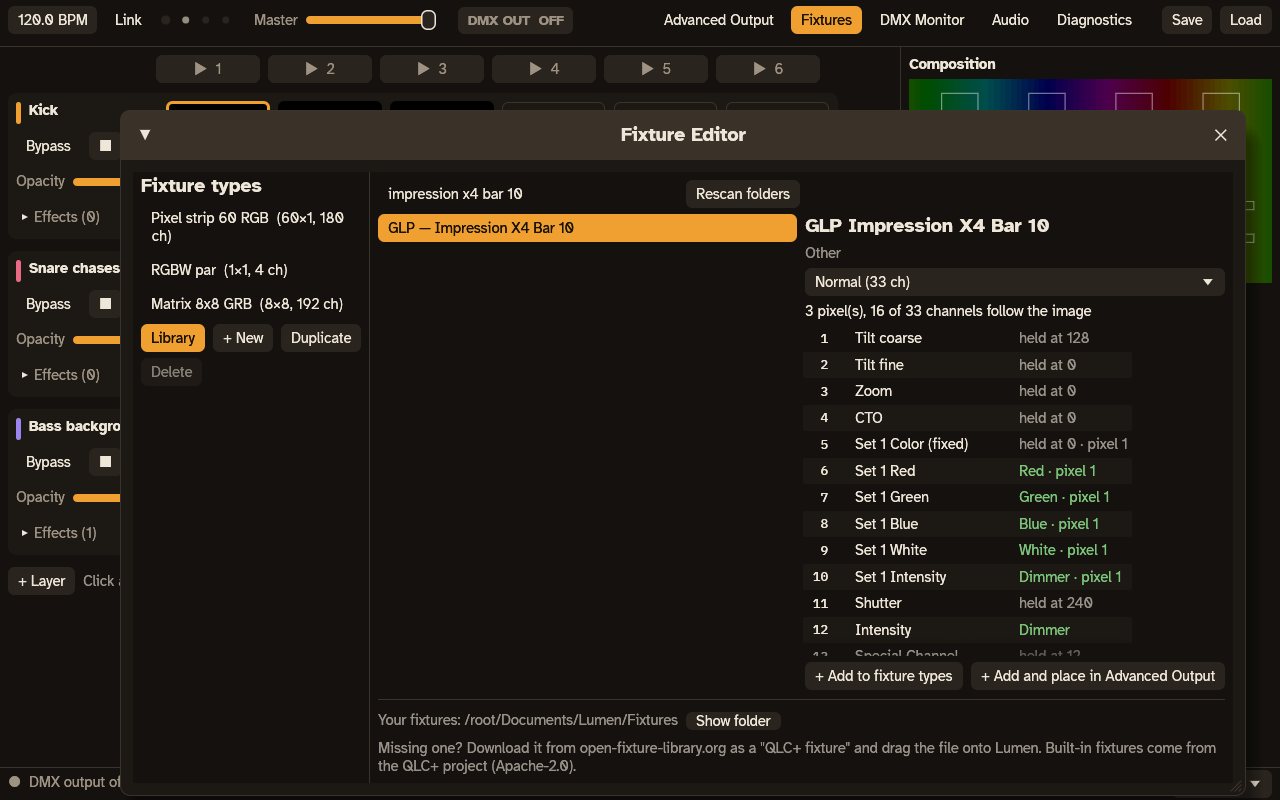 120.0 BPM Link Master DMX OUT OFF Advanced Output Fixtures DMX Monitor Audio Diagnostics Save Load
1 2 3 4 5 6
Composition
Kick
Bypass
Opacity
Effects (0)
Snare chases
Bypass
Opacity
Effects (0)
Bass backgro
Bypass
Opacity
Effects (1)
+ Layer Click
DMX output of
Fixture Editor
Fixture types
Pixel strip 60 RGB (60×1, 180
ch)
RGBW par (1×1, 4 ch)
Matrix 8x8 GRB (8×8, 192 ch)
Library + New Duplicate
Delete
impression x4 bar 10 Rescan folders
GLP — Impression X4 Bar 10
GLP Impression X4 Bar 10
Other
Normal (33 ch)
3 pixel(s), 16 of 33 channels follow the image
1 Tilt coarse held at 128
2 Tilt fine held at 0
3 Zoom held at 0
4 CTO held at 0
5 Set 1 Color (fixed) held at 0 · pixel 1
6 Set 1 Red Red · pixel 1
7 Set 1 Green Green · pixel 1
8 Set 1 Blue Blue · pixel 1
9 Set 1 White White · pixel 1
10 Set 1 Intensity Dimmer · pixel 1
11 Shutter held at 240
12 Intensity Dimmer
13 Special Channel held at 12
+ Add to fixture types + Add and place in Advanced Output
Your fixtures: /root/Documents/Lumen/Fixtures Show folder
Missing one? Download it from open-fixture-library.org as a "QLC+ fixture" and drag the file onto Lumen. Built-in fixtures come from
the QLC+ project (Apache-2.0).